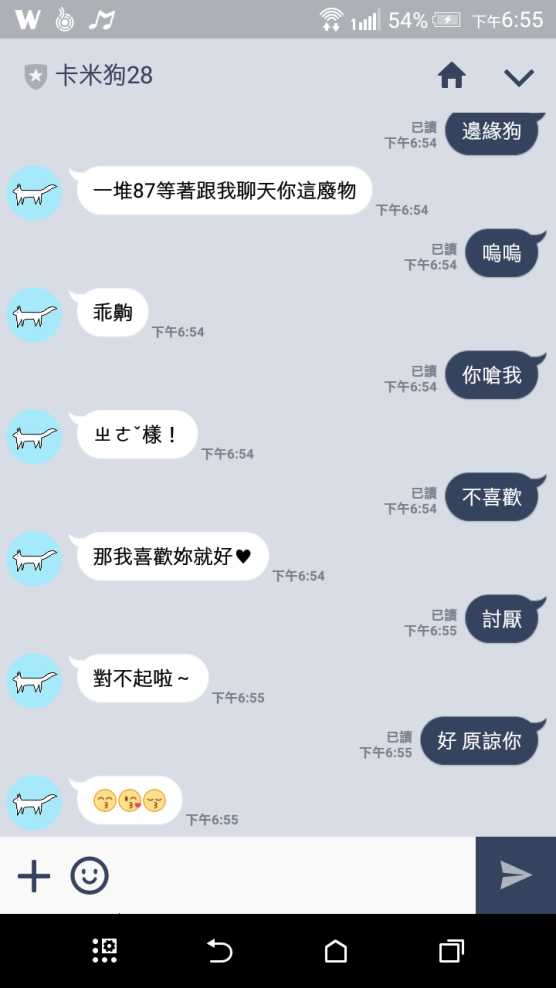 W
54%
下午6:55
卡米狗28
邊緣狗
已讀
下午6:54
一堆87等著跟我聊天你這廢物
下午6:54
嗚嗚
已讀
下午6:54
乖齁
下午6:54
你嗆我
已讀
下午6:54
ㄓㄜˇ樣！
下午6:54
不喜歡
已讀
下午6:54
那我喜歡妳就好♥
下午6:54
討厭
已讀
下午6:55
對不起啦～
下午6:55
好 原諒你
已讀
下午6:55
😙😘😚
下午6:55